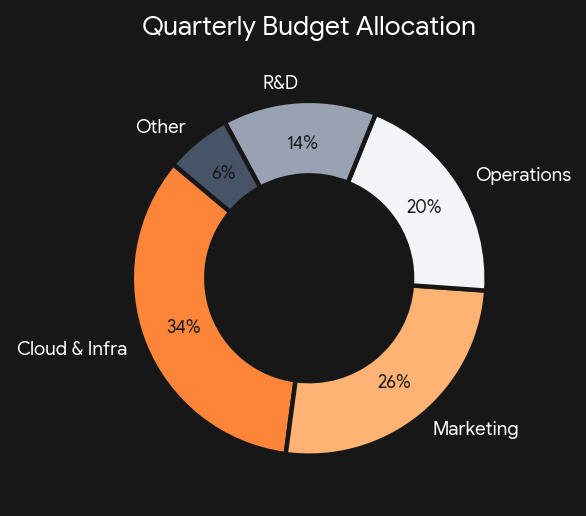 Quarterly Budget Allocation
R&D
Other
14%
6%
Operations
20%
34%
Cloud & Infra
26%
Marketing